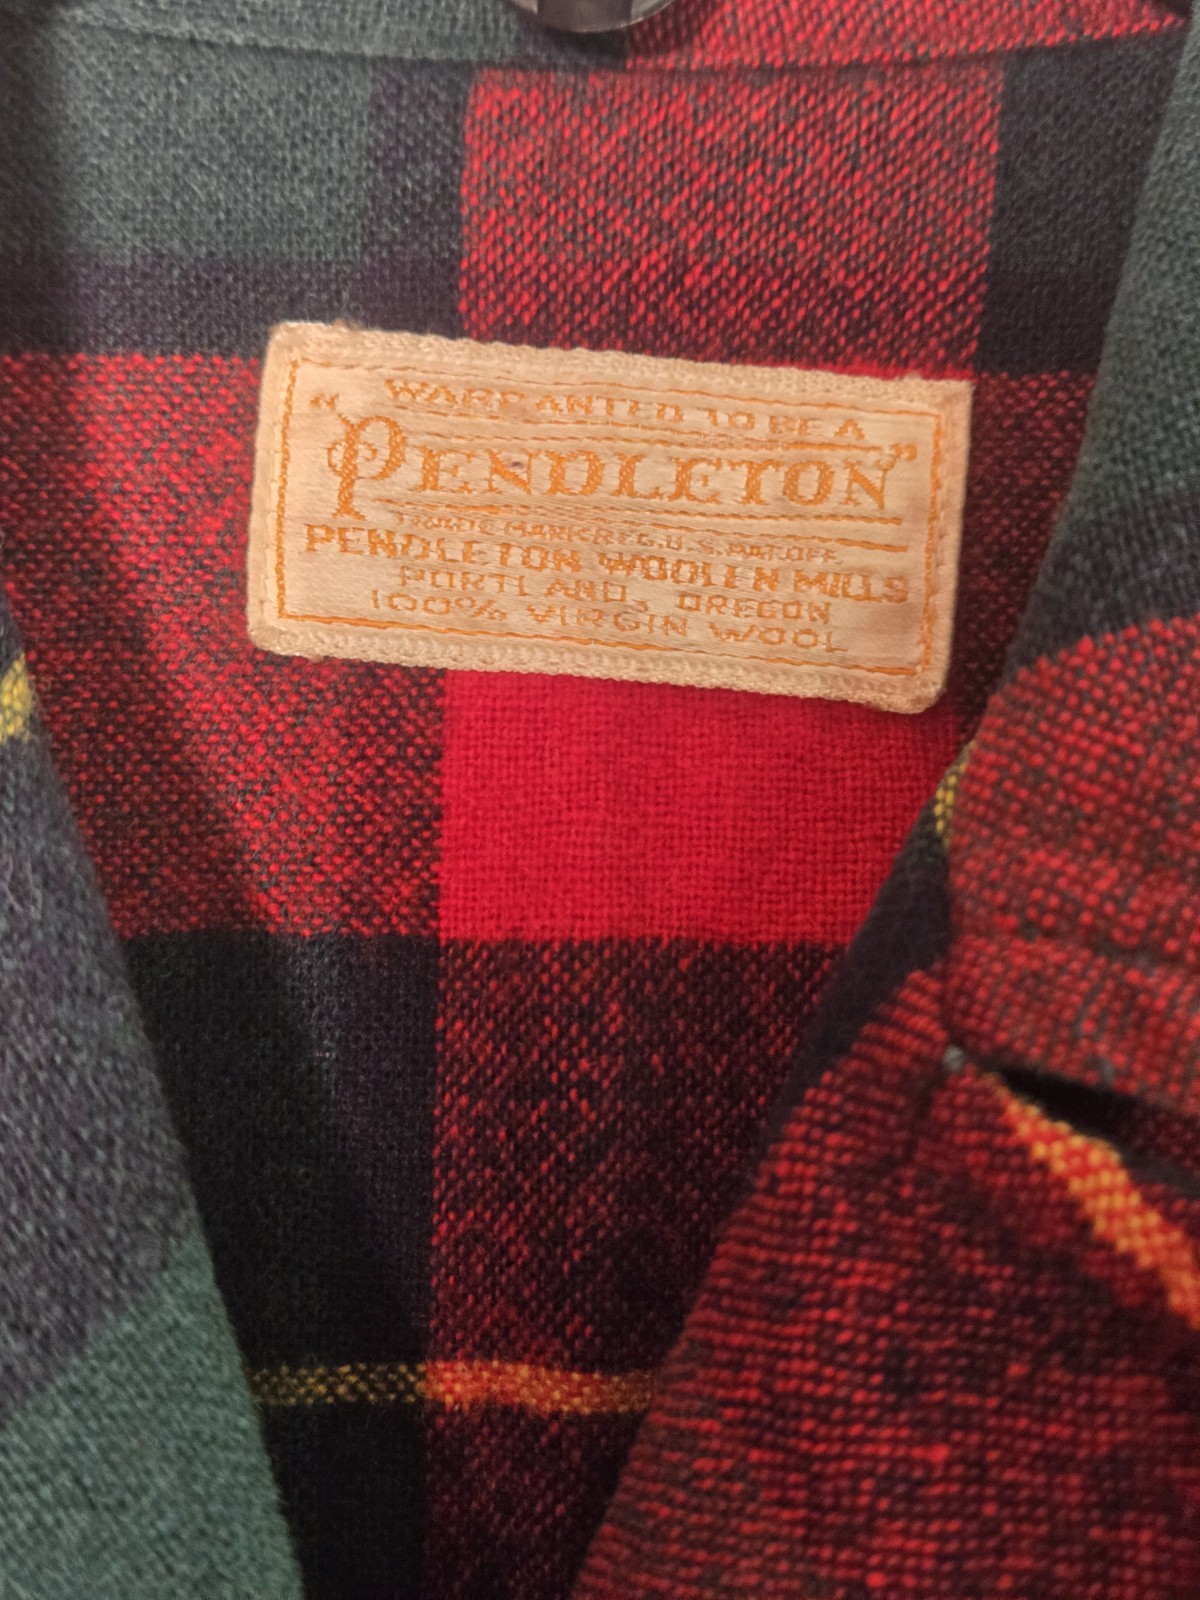 WARRANTED TO BE A
"PENDLETON"
TRADE MARK REG. U.S. PAT. OFF.
PENDLETON WOOLEN MILLS
PORTLAND, OREGON
100% VIRGIN WOOL